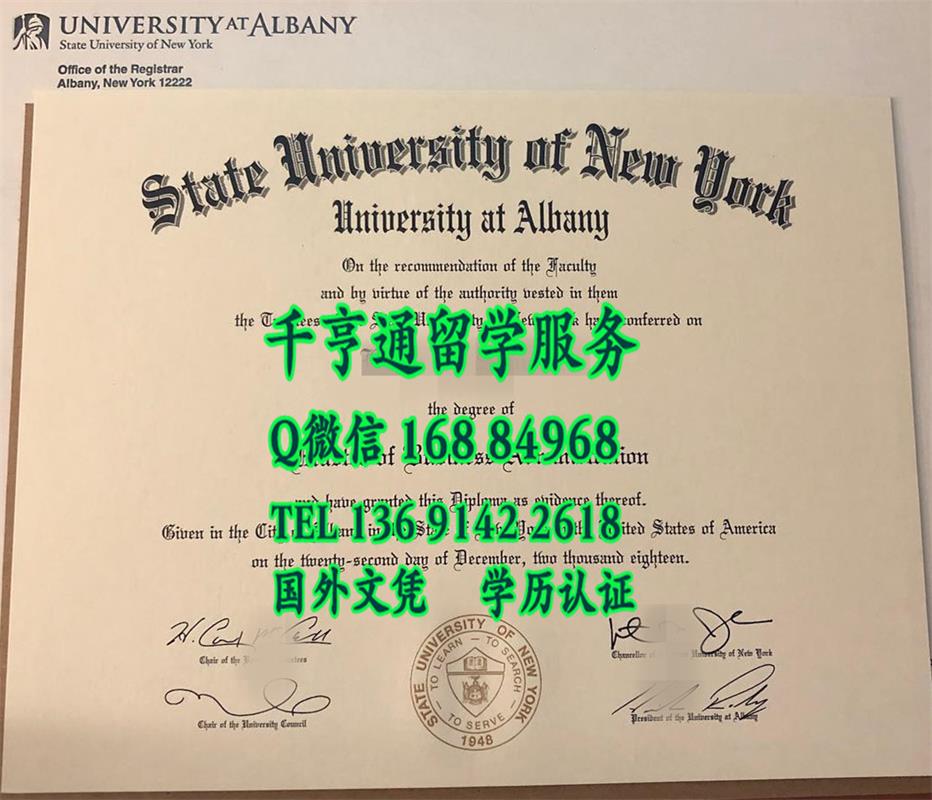 UNIVERSITY AT ALBANY
State University of New York
Office of the Registrar
Albany, New York 12222
State University of New York
University at Albany
On the recommendation of the Faculty
and by virtue of the authority vested in them
the have conferred on
千亨通留学服务
the degree of
Q微信 168 84968
of
and have granted this Diploma as evidence thereof.
TEL 136 9142 2618
Given in the United States of America
on the twenty-second day of December, two thousand eighteen.
国外文凭 学历认证
Chair of the
Chancellor University of New York
Chair of the University Council
President of the University at Albany
STATE UNIVERSITY OF NEW YORK
TO LEARN – TO SEARCH – TO SERVE
1948